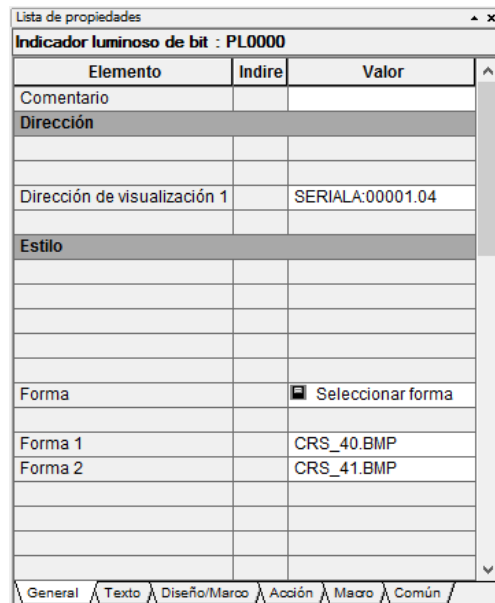 Lista de propiedades
Indicador luminoso de bit : PL0000
Elemento Indire Valor
Comentario
Dirección
Dirección de visualización 1 SERIALA:00001.04
Estilo
Forma Seleccionar forma
Forma 1 CRS_40.BMP
Forma 2 CRS_41.BMP
General Texto Diseño/Marco Acción Macro Común